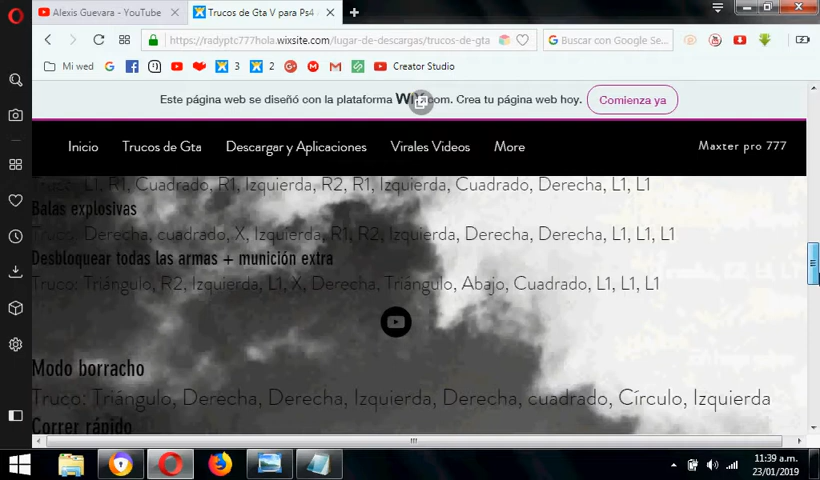 Alexis Guevara - YouTube
Trucos de Gta V para Ps4
https://radyptc777hola.wixsite.com/lugar-de-descargas/trucos-de-gta
Buscar con Google Se...
Mi wed
3
2
Creator Studio
Este página web se diseñó con la plataforma WiX.com. Crea tu página web hoy.
Comienza ya
Inicio
Trucos de Gta
Descargar y Aplicaciones
Virales Videos
More
Maxter pro 777
Truco: L1, R1, Cuadrado, R1, Izquierda, R2, R1, Izquierda, Cuadrado, Derecha, L1, L1
Balas explosivas
Truco: Derecha, cuadrado, X, Izquierda, R1, R2, Izquierda, Derecha, Derecha, L1, L1, L1
Desbloquear todas las armas + munición extra
Truco: Triángulo, R2, Izquierda, L1, X, Derecha, Triángulo, Abajo, Cuadrado, L1, L1, L1
Modo borracho
Truco: Triángulo, Derecha, Derecha, Izquierda, Derecha, cuadrado, Círculo, Izquierda
Correr rápido
11:39 a.m.
23/01/2019